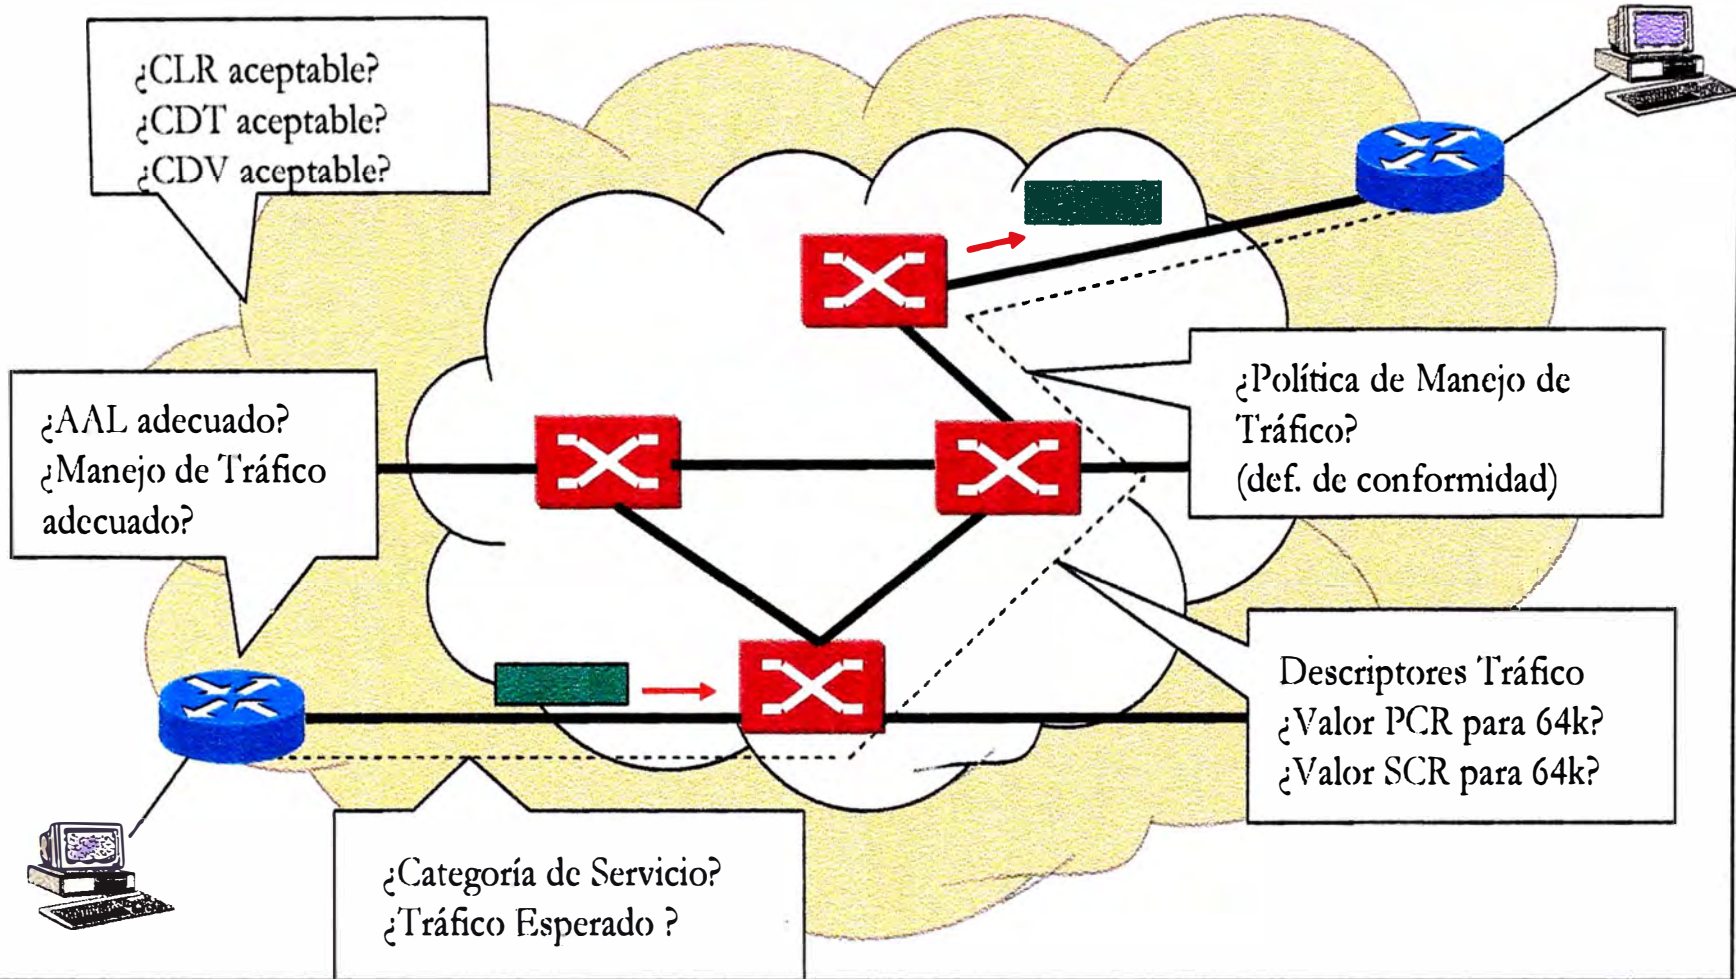 ¿CLR aceptable?
¿CDT aceptable?
¿CDV aceptable?
¿AAL adecuado?
¿Manejo de Tráfico
adecuado?
¿Política de Manejo de
Tráfico?
(def. de conformidad)
Descriptores Tráfico
¿Valor PCR para 64k?
¿Valor SCR para 64k?
¿Categoría de Servicio?
¿Tráfico Esperado ?